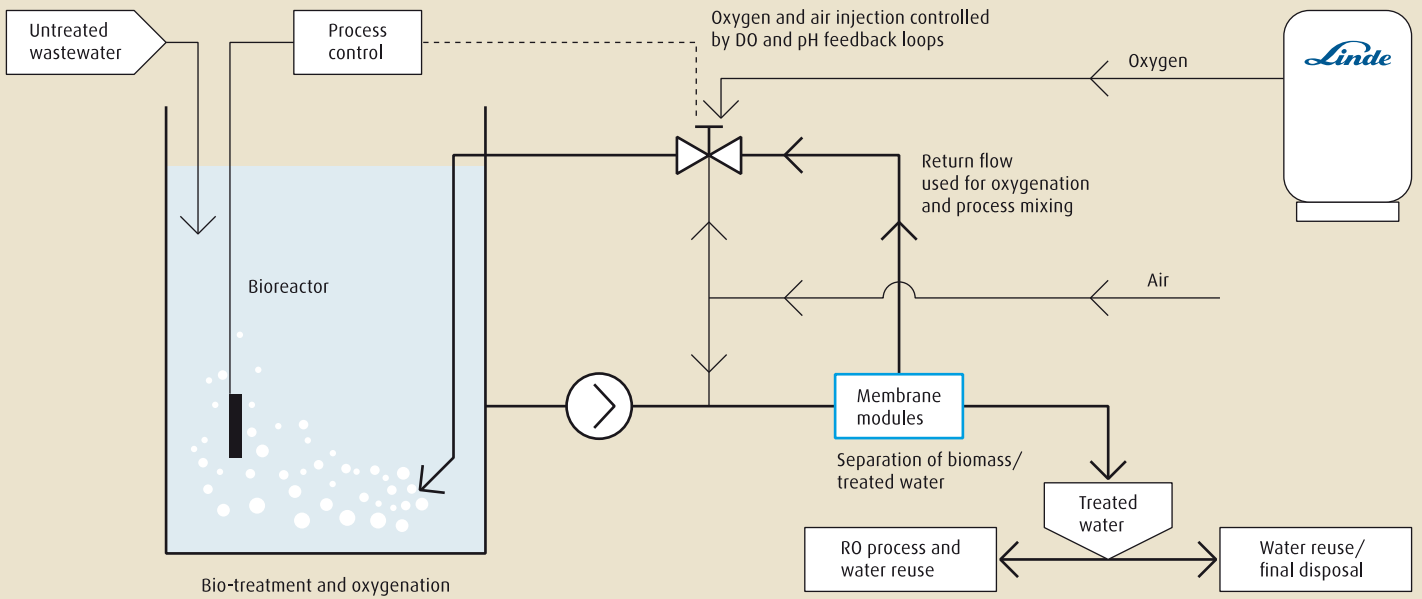 Untreated
wastewater
Process
control
Oxygen and air injection controlled
by DO and pH feedback loops
Oxygen
Linde
Return flow
used for oxygenation
and process mixing
Bioreactor
Air
Membrane
modules
Separation of biomass/
treated water
Treated
water
RO process and
water reuse
Water reuse/
final disposal
Bio-treatment and oxygenation